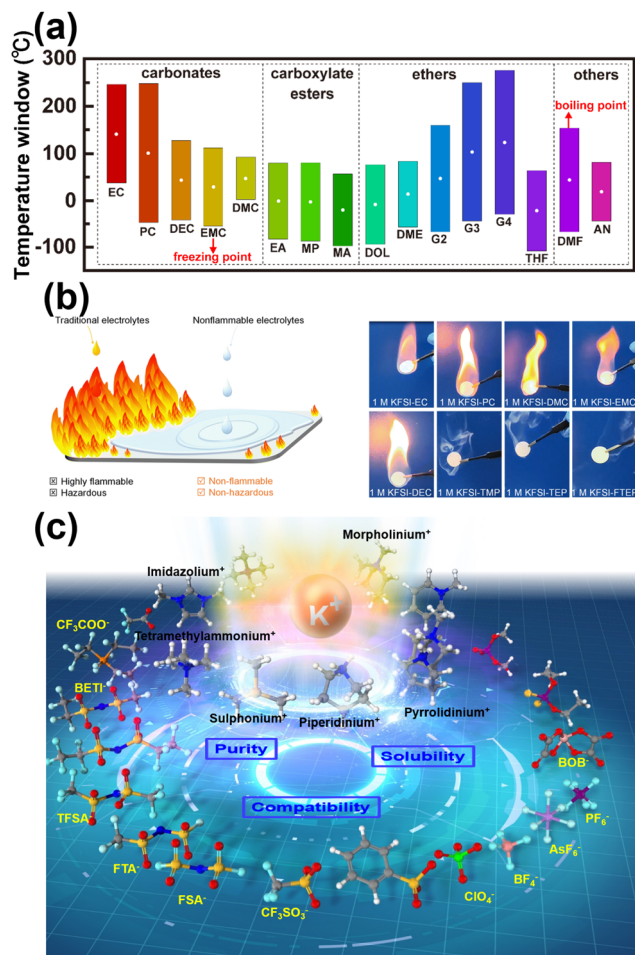 (a)
Temperature window (℃)
300
200
100
0
-100
carbonates
carboxylate
esters
ethers
others
boiling point
EC
PC
DEC
EMC
DMC
freezing point
EA
MP
MA
DOL
DME
G2
G3
G4
THF
DMF
AN
(b)
Traditional electrolytes
Nonflammable electrolytes
☒ Highly flammable
☒ Hazardous
☑ Non-flammable
☑ Non-hazardous
1 M KFSI-EC
1 M KFSI-PC
1 M KFSI-DMC
1 M KFSI-EMC
1 M KFSI-DEC
1 M KFSI-TMP
1 M KFSI-TEP
1 M KFSI-FTEP
(c)
Morpholinium⁺
Imidazolium⁺
K⁺
CF₃COO⁻
Tetramethylammonium⁺
BETI⁻
Sulphonium⁺
Piperidinium⁺
Pyrrolidinium⁺
Purity
Solubility
Compatibility
BOB⁻
TFSA⁻
PF₆⁻
AsF₆⁻
FTA⁻
BF₄⁻
FSA⁻
CF₃SO₃⁻
ClO₄⁻